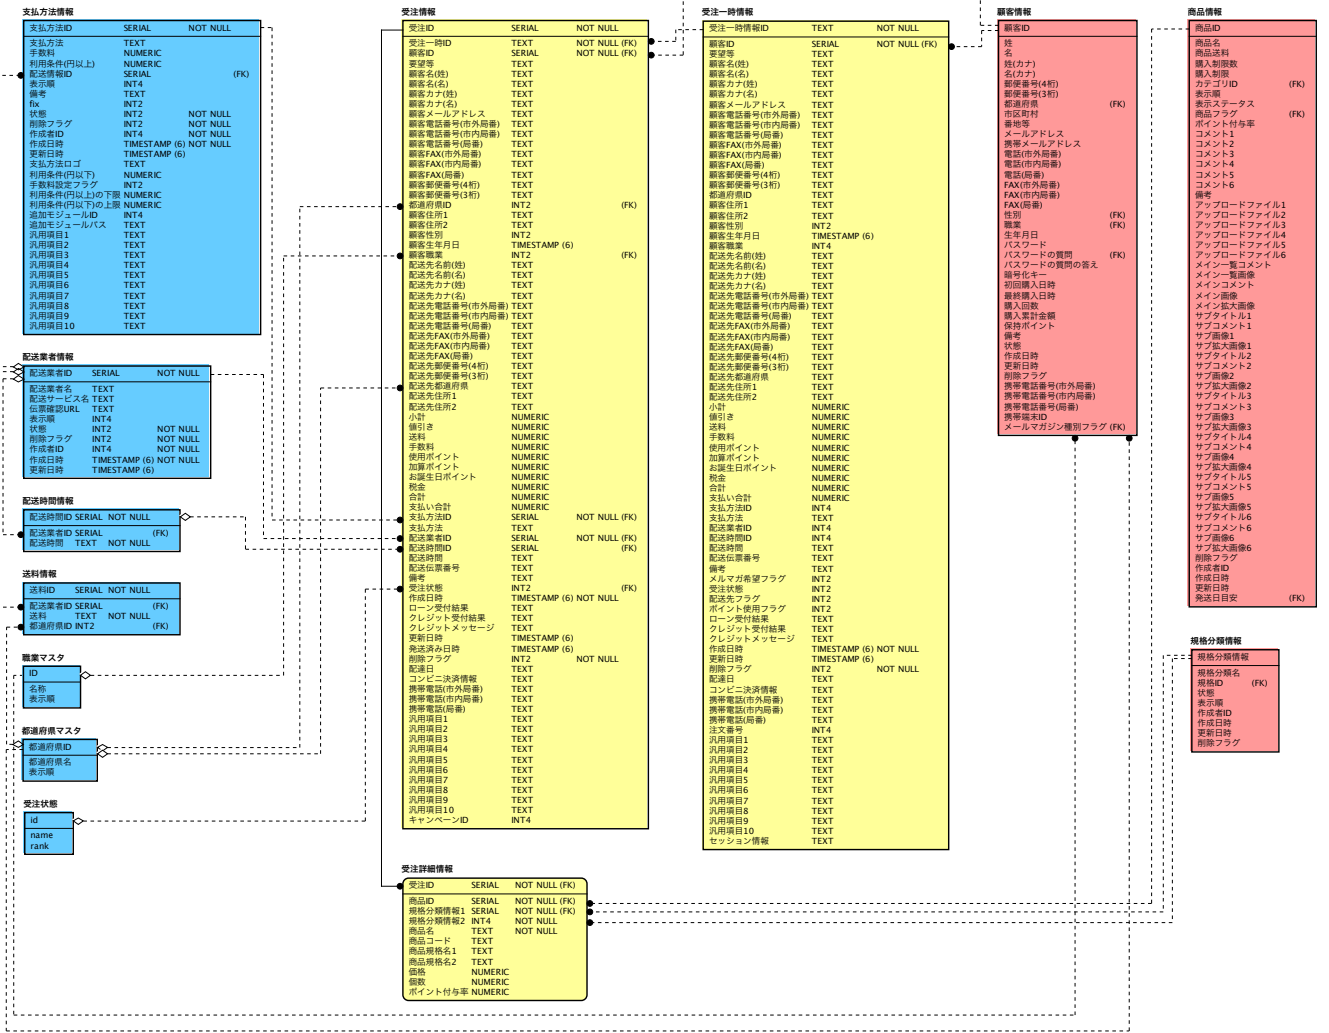 支払方法情報
支払方法ID SERIAL NOT NULL
支払方法 TEXT
手数料 NUMERIC
利用条件(円以上) NUMERIC
配送情報ID SERIAL (FK)
表示順 INT4
備考 TEXT
fix INT2
状態 INT2 NOT NULL
削除フラグ INT2 NOT NULL
作成者ID INT4 NOT NULL
作成日時 TIMESTAMP (6) NOT NULL
更新日時 TIMESTAMP (6)
支払方法ロゴ TEXT
利用条件(円以下) NUMERIC
手数料設定フラグ INT2
利用条件(円以上)の下限 NUMERIC
利用条件(円以下)の上限 NUMERIC
追加モジュールID INT4
追加モジュールパス TEXT
汎用項目1 TEXT
汎用項目2 TEXT
汎用項目3 TEXT
汎用項目4 TEXT
汎用項目5 TEXT
汎用項目6 TEXT
汎用項目7 TEXT
汎用項目8 TEXT
汎用項目9 TEXT
汎用項目10 TEXT
配送業者情報
配送業者ID SERIAL NOT NULL
配送業者名 TEXT
配送サービス名 TEXT
伝票確認URL TEXT
表示順 INT4
状態 INT2 NOT NULL
削除フラグ INT2 NOT NULL
作成者ID INT4 NOT NULL
作成日時 TIMESTAMP (6) NOT NULL
更新日時 TIMESTAMP (6)
配送時間情報
配送時間ID SERIAL NOT NULL
配送業者ID SERIAL (FK)
配送時間 TEXT NOT NULL
送料情報
送料ID SERIAL NOT NULL
配送業者ID SERIAL (FK)
送料 TEXT NOT NULL
都道府県ID INT2 (FK)
職業マスタ
ID
名称
表示順
都道府県マスタ
都道府県ID
都道府県名
表示順
受注状態
id
name
rank
受注情報
受注ID SERIAL NOT NULL
受注一時ID TEXT NOT NULL (FK)
顧客ID SERIAL NOT NULL (FK)
要望等 TEXT
顧客名(姓) TEXT
顧客名(名) TEXT
顧客カナ(姓) TEXT
顧客カナ(名) TEXT
顧客メールアドレス TEXT
顧客電話番号(市外局番) TEXT
顧客電話番号(市内局番) TEXT
顧客電話番号(局番) TEXT
顧客FAX(市外局番) TEXT
顧客FAX(市内局番) TEXT
顧客FAX(局番) TEXT
顧客郵便番号(4桁) TEXT
顧客郵便番号(3桁) TEXT
都道府県ID INT2 (FK)
顧客住所1 TEXT
顧客住所2 TEXT
顧客性別 INT2
顧客生年月日 TIMESTAMP (6)
顧客職業 INT2 (FK)
配送先名前(姓) TEXT
配送先名前(名) TEXT
配送先カナ(姓) TEXT
配送先カナ(名) TEXT
配送先電話番号(市外局番) TEXT
配送先電話番号(市内局番) TEXT
配送先電話番号(局番) TEXT
配送先FAX(市外局番) TEXT
配送先FAX(市内局番) TEXT
配送先FAX(局番) TEXT
配送先郵便番号(4桁) TEXT
配送先郵便番号(3桁) TEXT
配送先都道府県 TEXT
配送先住所1 TEXT
配送先住所2 TEXT
小計 NUMERIC
値引き NUMERIC
送料 NUMERIC
手数料 NUMERIC
使用ポイント NUMERIC
加算ポイント NUMERIC
お誕生日ポイント NUMERIC
税金 NUMERIC
合計 NUMERIC
支払い合計 NUMERIC
支払方法ID SERIAL NOT NULL (FK)
支払方法 TEXT
配送業者ID SERIAL NOT NULL (FK)
配送時間ID SERIAL (FK)
配送時間 TEXT
配送伝票番号 TEXT
備考 TEXT
受注状態 INT2 (FK)
作成日時 TIMESTAMP (6) NOT NULL
ローン受付結果 TEXT
クレジット受付結果 TEXT
クレジットメッセージ TEXT
更新日時 TIMESTAMP (6)
発送済み日時 TIMESTAMP (6)
削除フラグ INT2 NOT NULL
配達日 TEXT
コンビニ決済情報 TEXT
携帯電話(市外局番) TEXT
携帯電話(市内局番) TEXT
携帯電話(局番) TEXT
汎用項目1 TEXT
汎用項目2 TEXT
汎用項目3 TEXT
汎用項目4 TEXT
汎用項目5 TEXT
汎用項目6 TEXT
汎用項目7 TEXT
汎用項目8 TEXT
汎用項目9 TEXT
汎用項目10 TEXT
キャンペーンID INT4
受注詳細情報
受注ID SERIAL NOT NULL (FK)
商品ID SERIAL NOT NULL (FK)
規格分類情報1 SERIAL NOT NULL (FK)
規格分類情報2 INT4 NOT NULL
商品名 TEXT NOT NULL
商品コード TEXT
商品規格名1 TEXT
商品規格名2 TEXT
価格 NUMERIC
個数 NUMERIC
ポイント付与率 NUMERIC
受注一時情報
受注一時情報ID TEXT NOT NULL
顧客ID SERIAL NOT NULL (FK)
要望等 TEXT
顧客名(姓) TEXT
顧客名(名) TEXT
顧客カナ(姓) TEXT
顧客カナ(名) TEXT
顧客メールアドレス TEXT
顧客電話番号(市外局番) TEXT
顧客電話番号(市内局番) TEXT
顧客電話番号(局番) TEXT
顧客FAX(市外局番) TEXT
顧客FAX(市内局番) TEXT
顧客FAX(局番) TEXT
顧客郵便番号(4桁) TEXT
顧客郵便番号(3桁) TEXT
都道府県ID TEXT
顧客住所1 TEXT
顧客住所2 TEXT
顧客性別 INT2
顧客生年月日 TIMESTAMP (6)
顧客職業 INT4
配送先名前(姓) TEXT
配送先名前(名) TEXT
配送先カナ(姓) TEXT
配送先カナ(名) TEXT
配送先電話番号(市外局番) TEXT
配送先電話番号(市内局番) TEXT
配送先電話番号(局番) TEXT
配送先FAX(市外局番) TEXT
配送先FAX(市内局番) TEXT
配送先FAX(局番) TEXT
配送先郵便番号(4桁) TEXT
配送先郵便番号(3桁) TEXT
配送先都道府県 TEXT
配送先住所1 TEXT
配送先住所2 TEXT
小計 NUMERIC
値引き NUMERIC
送料 NUMERIC
手数料 NUMERIC
使用ポイント NUMERIC
加算ポイント NUMERIC
お誕生日ポイント NUMERIC
税金 NUMERIC
合計 NUMERIC
支払い合計 NUMERIC
支払方法ID INT4
支払方法 TEXT
配送業者ID INT4
配送時間ID INT4
配送時間 TEXT
配送伝票番号 TEXT
備考 TEXT
メルマガ希望フラグ INT2
受注状態 INT2
配送先フラグ INT2
ポイント使用フラグ INT2
ローン受付結果 TEXT
クレジット受付結果 TEXT
クレジットメッセージ TEXT
作成日時 TIMESTAMP (6) NOT NULL
更新日時 TIMESTAMP (6)
削除フラグ INT2 NOT NULL
配達日 TEXT
コンビニ決済情報 TEXT
携帯電話(市外局番) TEXT
携帯電話(市内局番) TEXT
携帯電話(局番) TEXT
注文番号 INT4
汎用項目1 TEXT
汎用項目2 TEXT
汎用項目3 TEXT
汎用項目4 TEXT
汎用項目5 TEXT
汎用項目6 TEXT
汎用項目7 TEXT
汎用項目8 TEXT
汎用項目9 TEXT
汎用項目10 TEXT
セッション情報 TEXT
顧客情報
顧客ID
姓
名
姓(カナ)
名(カナ)
郵便番号(4桁)
郵便番号(3桁)
都道府県 (FK)
市区町村
番地等
メールアドレス
携帯メールアドレス
電話(市外局番)
電話(市内局番)
電話(局番)
FAX(市外局番)
FAX(市内局番)
FAX(局番)
性別 (FK)
職業 (FK)
生年月日
パスワード
パスワードの質問 (FK)
パスワードの質問の答え
暗号化キー
初回購入日時
最終購入日時
購入回数
購入累計金額
保持ポイント
備考
状態
作成日時
更新日時
削除フラグ
携帯電話番号(市外局番)
携帯電話番号(市内局番)
携帯電話番号(局番)
携帯端末ID
メールマガジン種別フラグ (FK)
商品情報
商品ID
商品名
商品送料
購入制限数
購入制限
カテゴリID (FK)
表示順
表示ステータス
商品フラグ (FK)
ポイント付与率
コメント1
コメント2
コメント3
コメント4
コメント5
コメント6
備考
アップロードファイル1
アップロードファイル2
アップロードファイル3
アップロードファイル4
アップロードファイル5
アップロードファイル6
メイン一覧コメント
メイン一覧画像
メインコメント
メイン画像
メイン拡大画像
サブタイトル1
サブコメント1
サブ画像1
サブ拡大画像1
サブタイトル2
サブコメント2
サブ画像2
サブ拡大画像2
サブタイトル3
サブコメント3
サブ画像3
サブ拡大画像3
サブタイトル4
サブコメント4
サブ画像4
サブ拡大画像4
サブタイトル5
サブコメント5
サブ画像5
サブ拡大画像5
サブタイトル6
サブコメント6
サブ画像6
サブ拡大画像6
削除フラグ
作成者ID
作成日時
更新日時
発送日目安 (FK)
規格分類情報
規格分類情報
規格分類名
規格ID (FK)
状態
表示順
作成者ID
作成日時
更新日時
削除フラグ